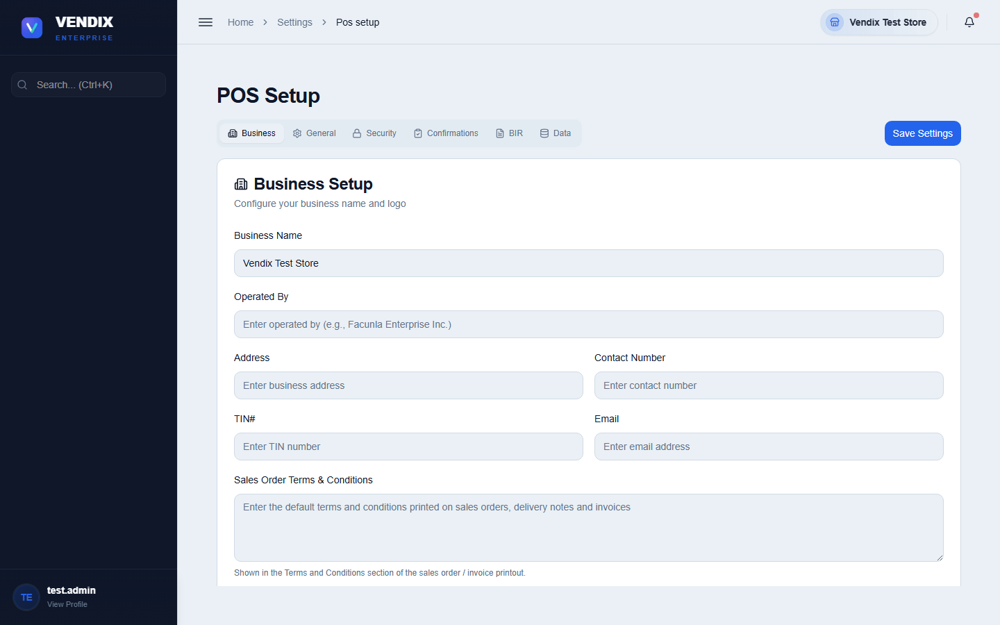 VENDIX
ENTERPRISE
Search... (Ctrl+K)
Home
Settings
Pos setup
Vendix Test Store
POS Setup
Business
General
Security
Confirmations
BIR
Data
Save Settings
Business Setup
Configure your business name and logo
Business Name
Vendix Test Store
Operated By
Enter operated by (e.g., Facunla Enterprise Inc.)
Address
Contact Number
Enter business address
Enter contact number
TIN#
Email
Enter TIN number
Enter email address
Sales Order Terms & Conditions
Enter the default terms and conditions printed on sales orders, delivery notes and invoices
Shown in the Terms and Conditions section of the sales order / invoice printout.
TE
test.admin
View Profile